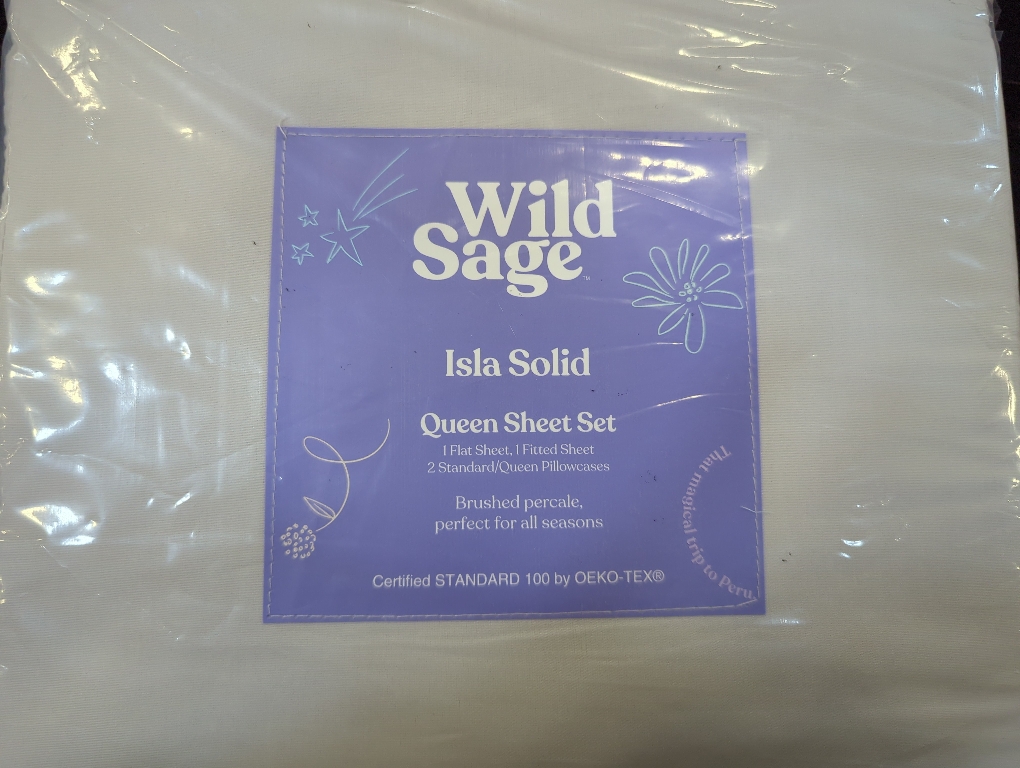 Wild
Sage™
Isla Solid
Queen Sheet Set
1 Flat Sheet, 1 Fitted Sheet
2 Standard/Queen Pillowcases
Brushed percale,
perfect for all seasons
That magical trip to Peru.
Certified STANDARD 100 by OEKO-TEX®